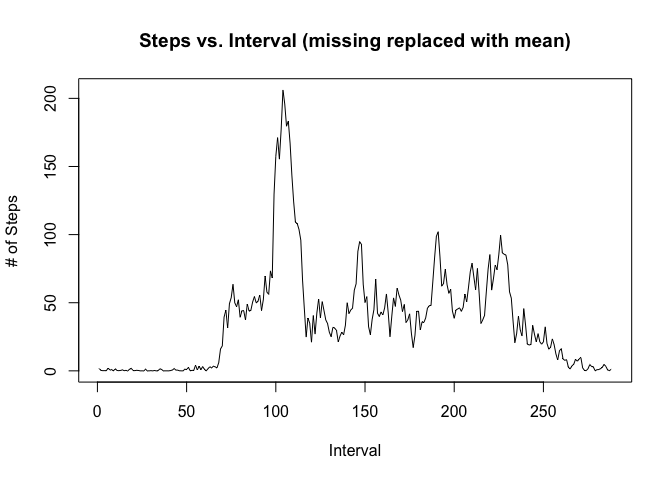 Steps vs. Interval (missing replaced with mean)
200
150
100
50
0
# of Steps
0 50 100 150 200 250
Interval